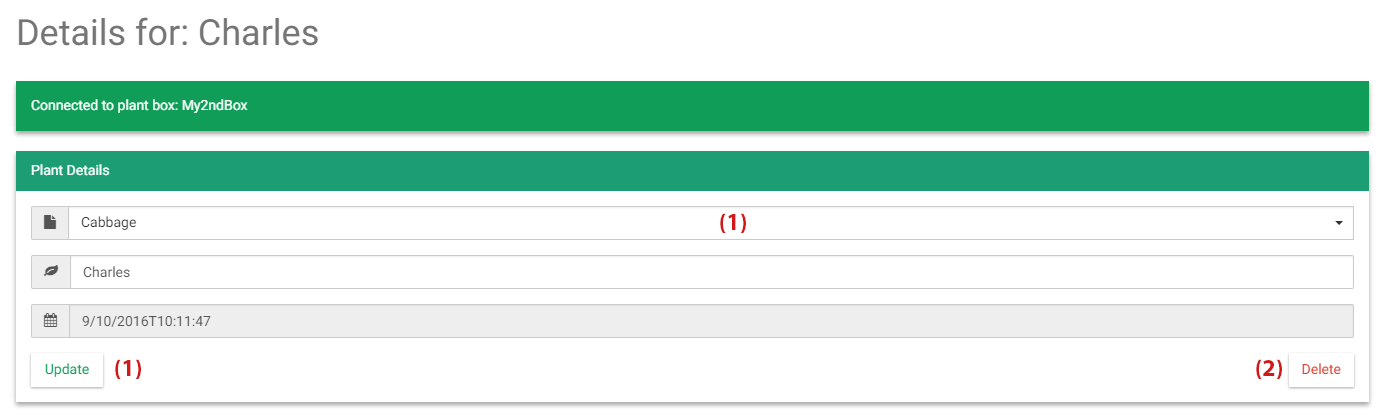 Details for: Charles
Connected to plant box: My2ndBox
Plant Details
Cabbage (1)
Charles
9/10/2016T10:11:47
Update (1) (2) Delete